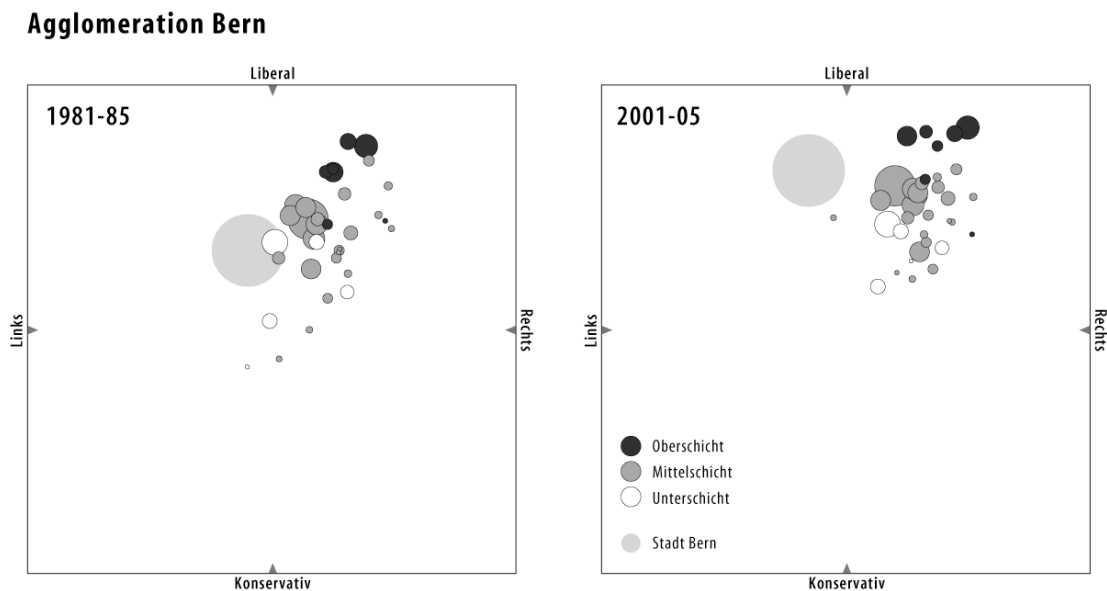 Agglomeration Bern
Liberal
1981-85
Links
Rechts
Konservativ
Liberal
2001-05
Links
Rechts
Oberschicht
Mittelschicht
Unterschicht
Stadt Bern
Konservativ